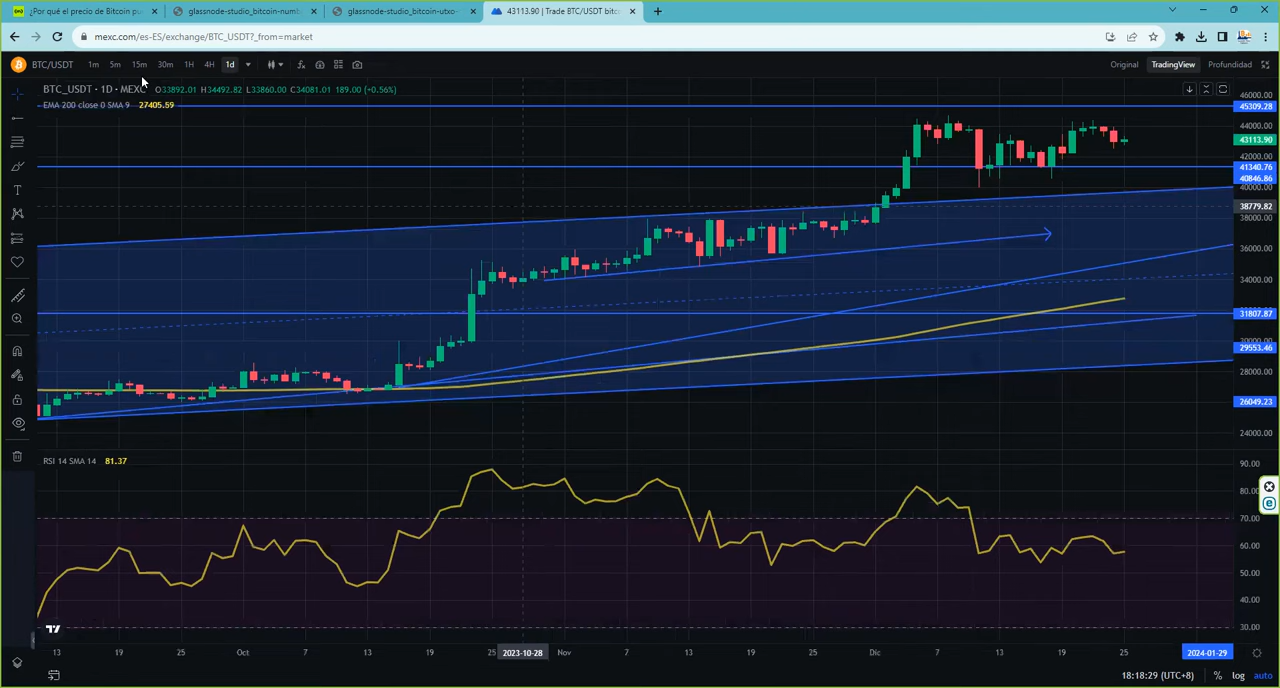 ¿Por qué el precio de Bitcoin pu
glassnode-studio_bitcoin-numb
glassnode-studio_bitcoin-utxo-
43113.90 | Trade BTC/USDT bitc
mexc.com/es-ES/exchange/BTC_USDT?_from=market
BTC/USDT 1m 5m 15m 30m 1H 4H 1d
Original TradingView Profundidad
BTC_USDT · 1D · MEXC O33892.01 H34492.82 L33860.00 C34081.01 189.00 (+0.56%)
EMA 200 close 0 SMA 9 27405.59
46000.00
45309.28
44000.00
43113.90
42000.00
41340.76
40846.86
40000.00
38779.82
38000.00
36000.00
34000.00
31807.87
30000.00
29553.46
28000.00
26049.23
24000.00
RSI 14 SMA 14 81.37
90.00
80.00
70.00
60.00
50.00
40.00
30.00
13 19 25 Oct 7 13 19 25 2023-10-28 Nov 7 13 19 25 Dic 7 13 19 25 2024-01-29
18:18:29 (UTC+8) % log auto